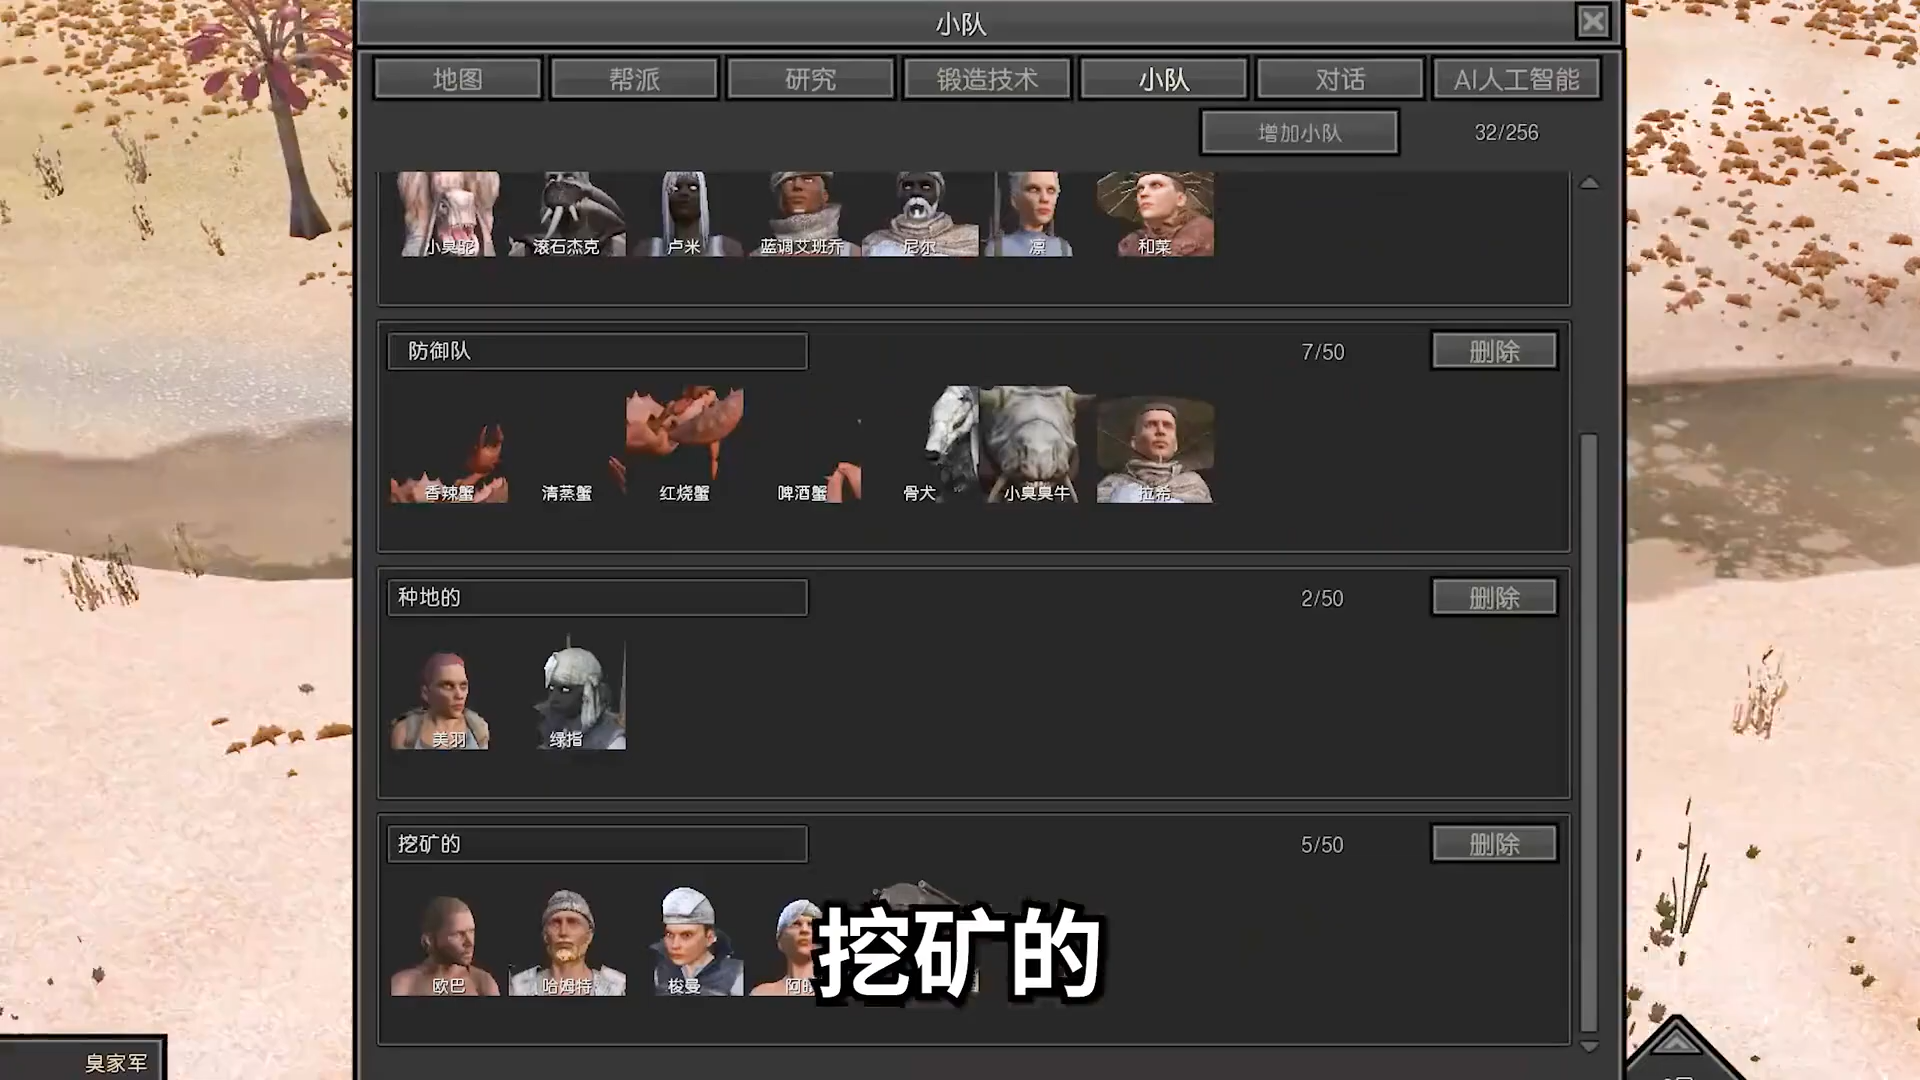 小队
地图 帮派 研究 锻造技术 小队 对话 AI人工智能
增加小队 32/256
小臭驼 滚石杰克 卢米 蓝调艾班乔 尼尔 凛 和菜
防御队 7/50 删除
香辣蟹 清蒸蟹 红烧蟹 啤酒蟹 骨犬 小臭臭牛 拉希
种地的 2/50 删除
美羽 绿指
挖矿的 5/50 删除
欧巴 哈姆特 梭曼 阿
挖矿的
臭家军